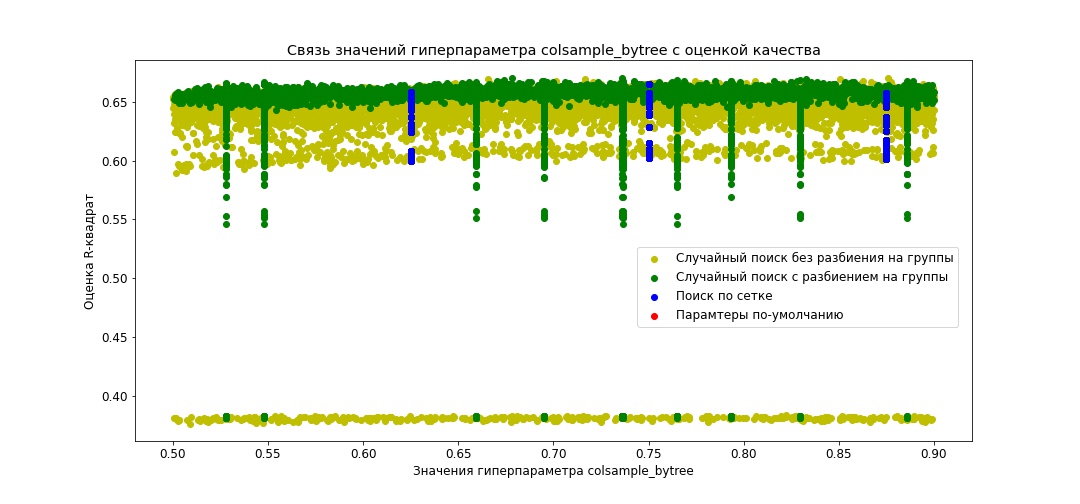 Связь значений гиперпараметра colsample_bytree с оценкой качества
0.65
0.60
0.55
0.50
0.45
0.40
Оценка R-квадрат
Случайный поиск без разбиения на группы
Случайный поиск с разбиением на группы
Поиск по сетке
Парамтеры по-умолчанию
0.50 0.55 0.60 0.65 0.70 0.75 0.80 0.85 0.90
Значения гиперпараметра colsample_bytree